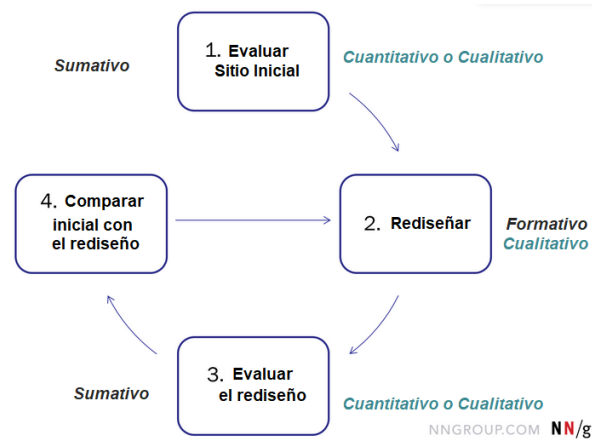 1. Evaluar
Sitio Inicial
Sumativo
Cuantitativo o Cualitativo
2. Rediseñar
Formativo
Cualitativo
3. Evaluar
el rediseño
Sumativo
Cuantitativo o Cualitativo
4. Comparar
inicial con
el rediseño
NNGROUP.COM NN/g